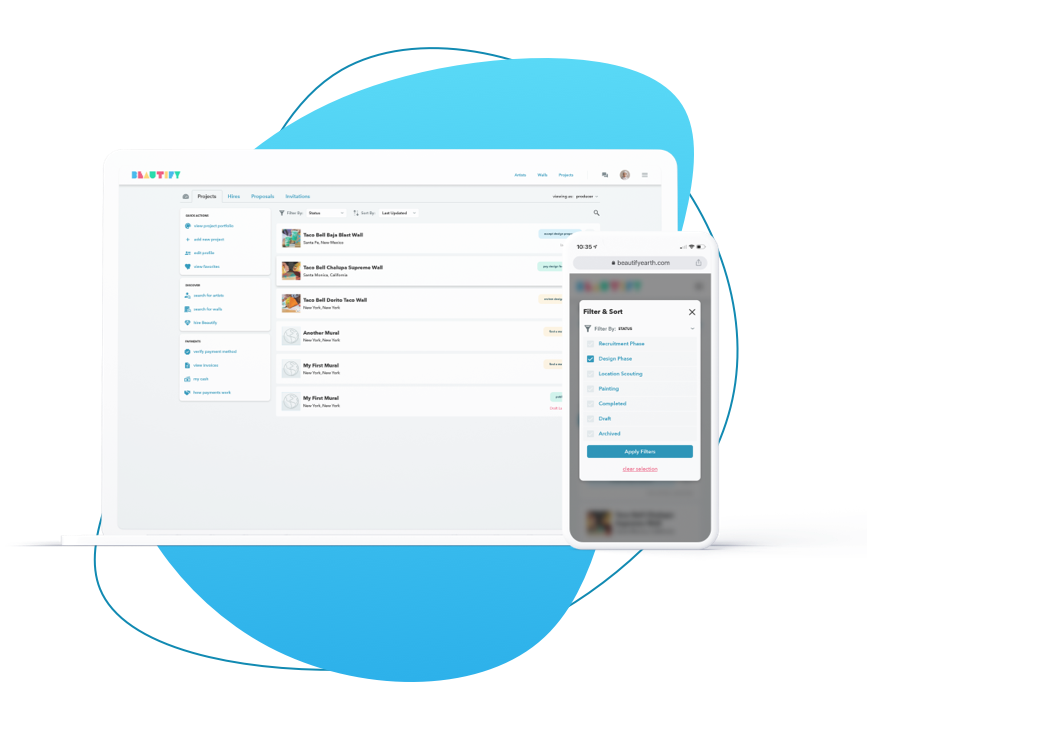 BEAUTIFY
Artists
Walls
Projects
Projects
Hires
Proposals
Invitations
viewing as: producer
QUICK ACTIONS
view project portfolio
add new project
edit profile
view favorites
DISCOVER
search for artists
search for walls
hire Beautify
PAYMENTS
verify payment method
view invoices
my cash
how payments work
Filter By: Status
Sort By: Last Updated
Taco Bell Baja Blast Wall
Santa Fe, New Mexico
Taco Bell Chalupa Supreme Wall
Santa Monica, California
Taco Bell Dorito Taco Wall
New York, New York
Another Mural
New York, New York
My First Mural
New York, New York
My First Mural
New York, New York
10:35
beautifyearth.com
Filter & Sort
Filter By: STATUS
Recruitment Phase
Design Phase
Location Scouting
Painting
Completed
Draft
Archived
Apply Filters
clear selection